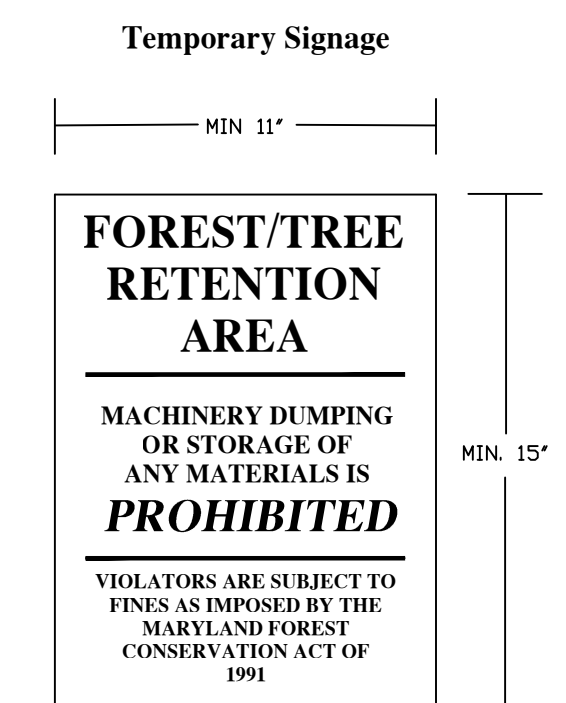 Temporary Signage
MIN 11"
FOREST/TREE
RETENTION
AREA
MACHINERY DUMPING
OR STORAGE OF
ANY MATERIALS IS
PROHIBITED
MIN. 15"
VIOLATORS ARE SUBJECT TO
FINES AS IMPOSED BY THE
MARYLAND FOREST
CONSERVATION ACT OF
1991